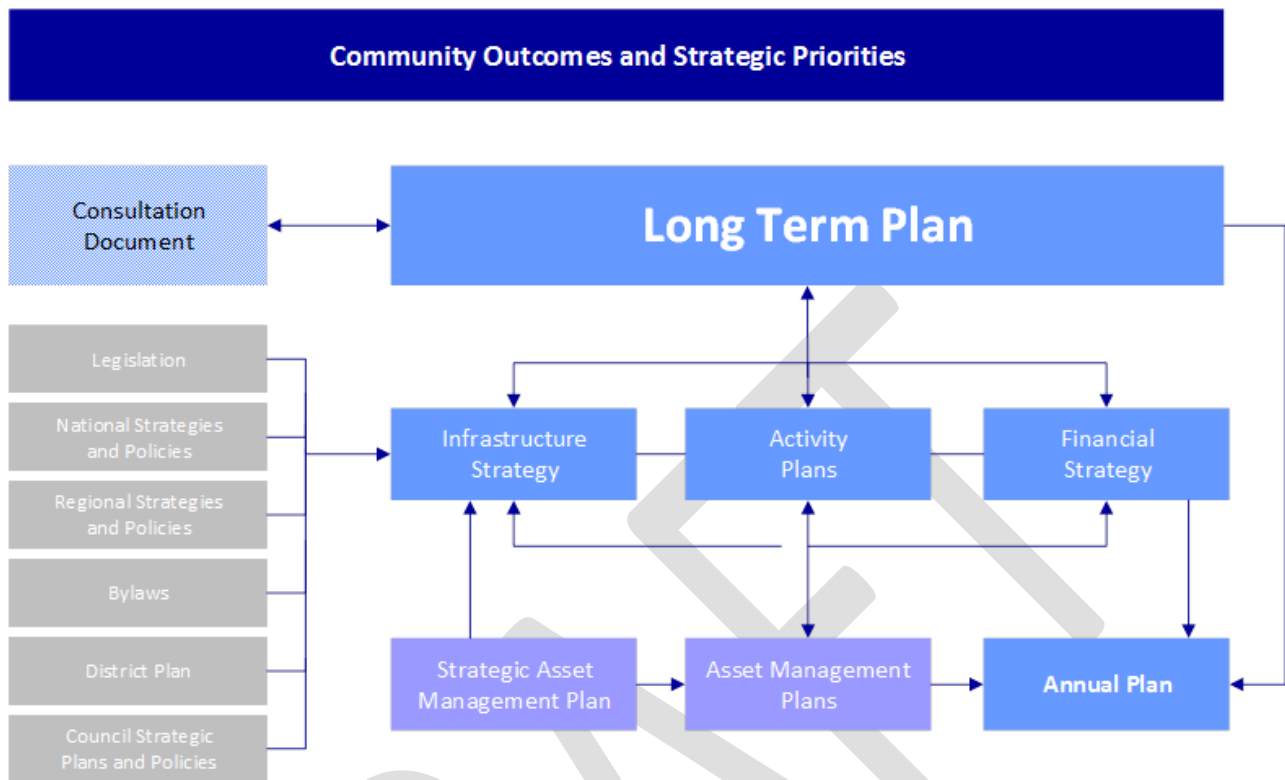 Community Outcomes and Strategic Priorities
Consultation
Document
Long Term Plan
Legislation
National Strategies
and Policies
Regional Strategies
and Policies
Bylaws
District Plan
Council Strategic
Plans and Policies
Infrastructure
Strategy
Activity
Plans
Financial
Strategy
Strategic Asset
Management Plan
Asset Management
Plans
Annual Plan